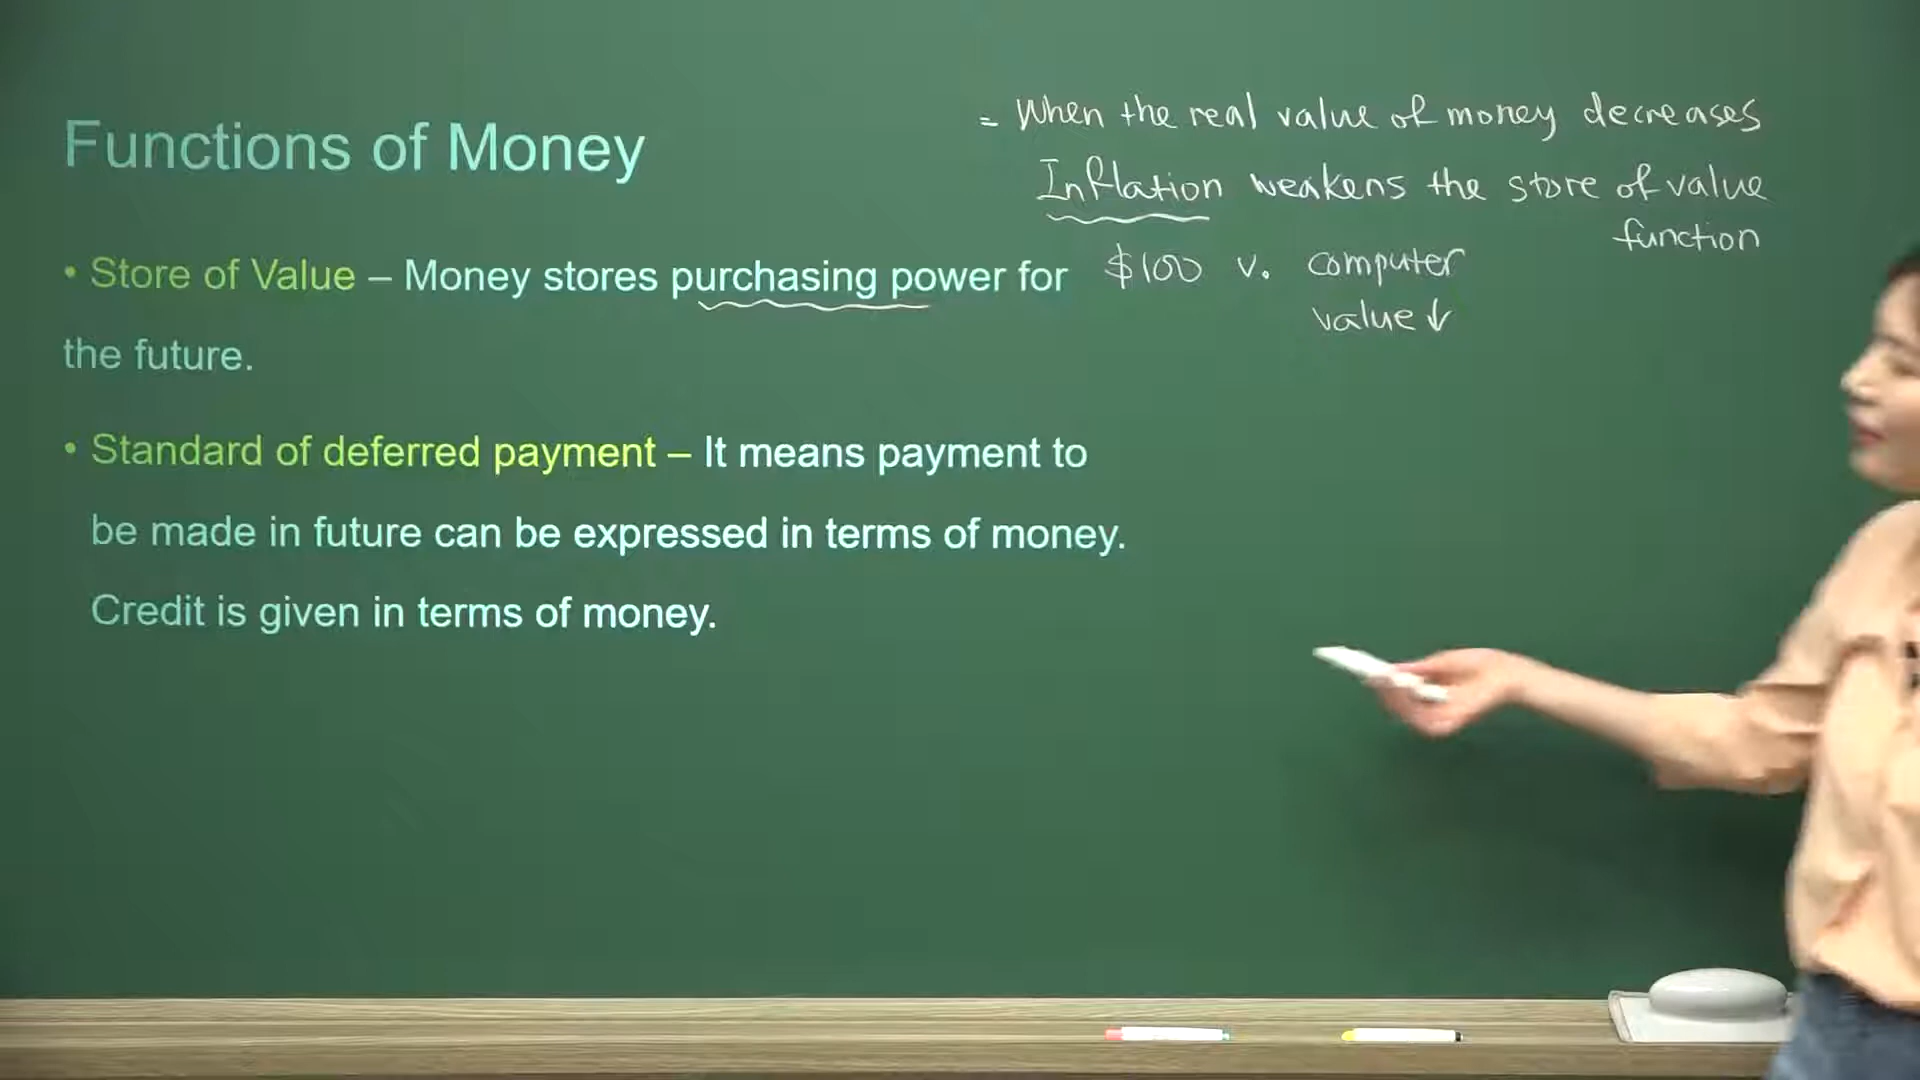 Functions of Money
= When the real value of money decreases
Inflation weakens the store of value
function
• Store of Value – Money stores purchasing power for
the future.
$100 v. computer
value ↓
• Standard of deferred payment – It means payment to
be made in future can be expressed in terms of money.
Credit is given in terms of money.